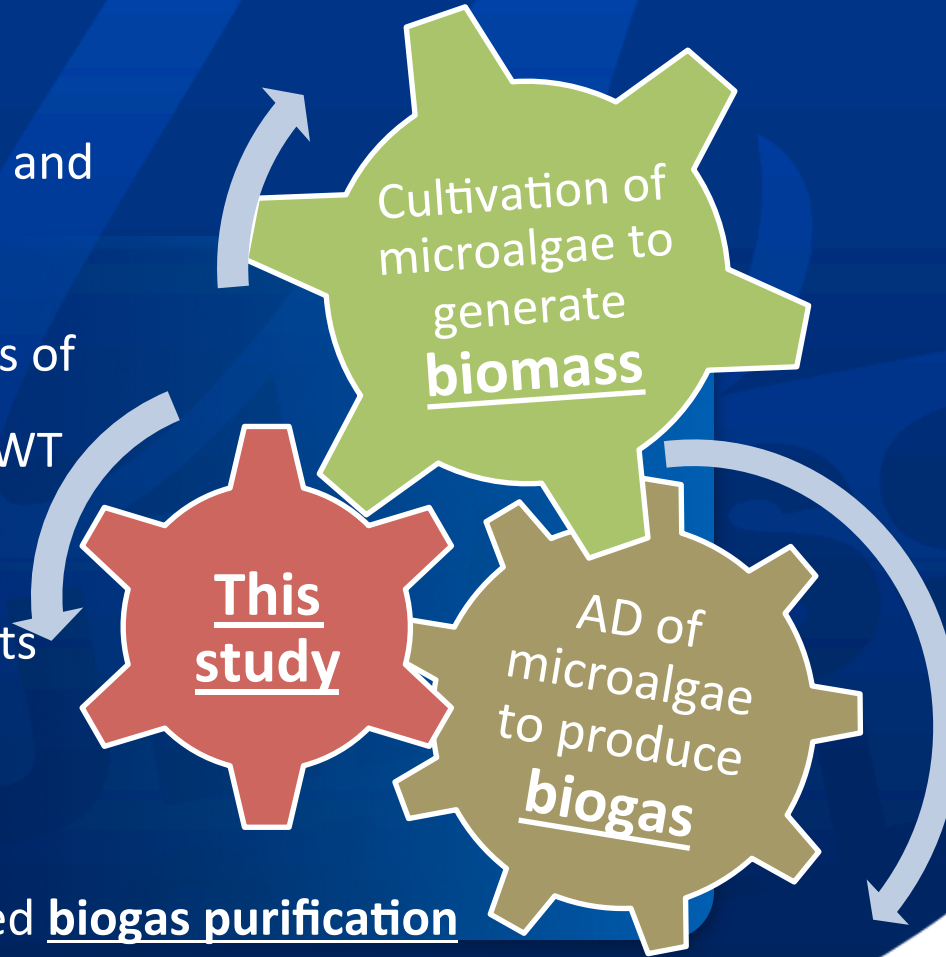 and
s of
WT
ts
ed biogas purification
Cultivation of
microalgae to
generate
biomass
This
study
AD of
microalgae
to produce
biogas